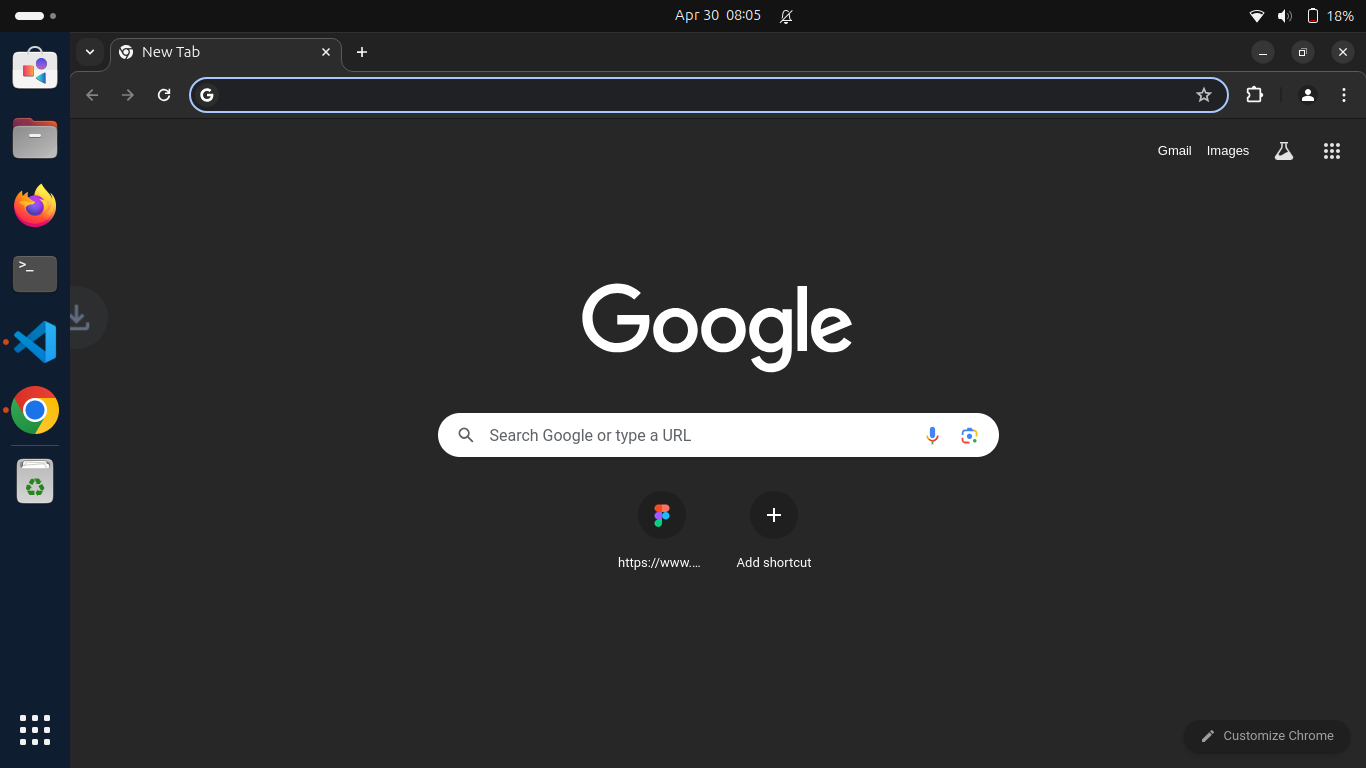 Apr 30 08:05
18%
New Tab
Gmail
Images
Google
Search Google or type a URL
https://www....
Add shortcut
Customize Chrome